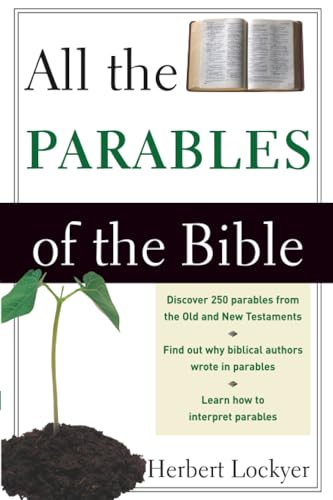 All the
PARABLES
of the Bible
Discover 250 parables from
the Old and New Testaments
Find out why biblical authors
wrote in parables
Learn how to
interpret parables
Herbert Lockyer